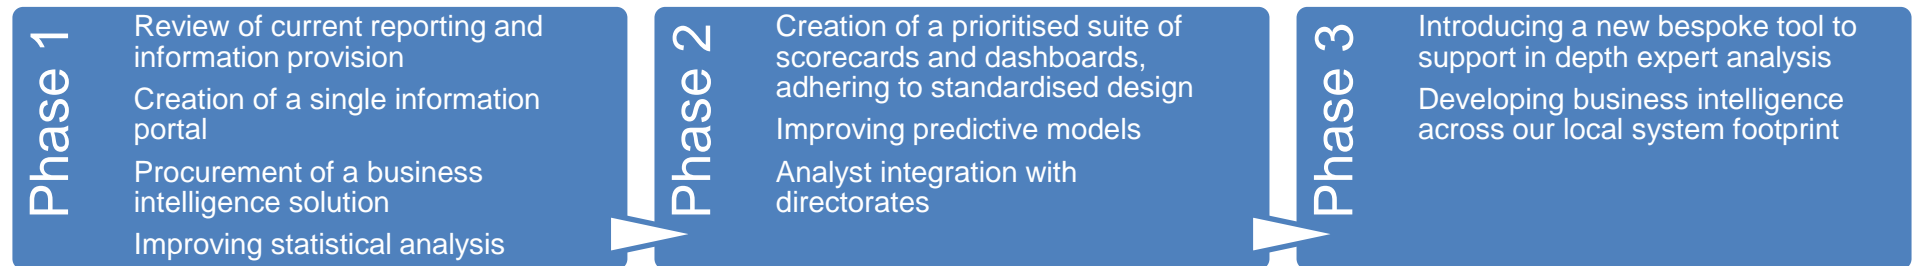 Phase 1
Review of current reporting and
information provision
Creation of a single information
portal
Procurement of a business
intelligence solution
Improving statistical analysis
Phase 2
Creation of a prioritised suite of
scorecards and dashboards,
adhering to standardised design
Improving predictive models
Analyst integration with
directorates
Phase 3
Introducing a new bespoke tool to
support in depth expert analysis
Developing business intelligence
across our local system footprint